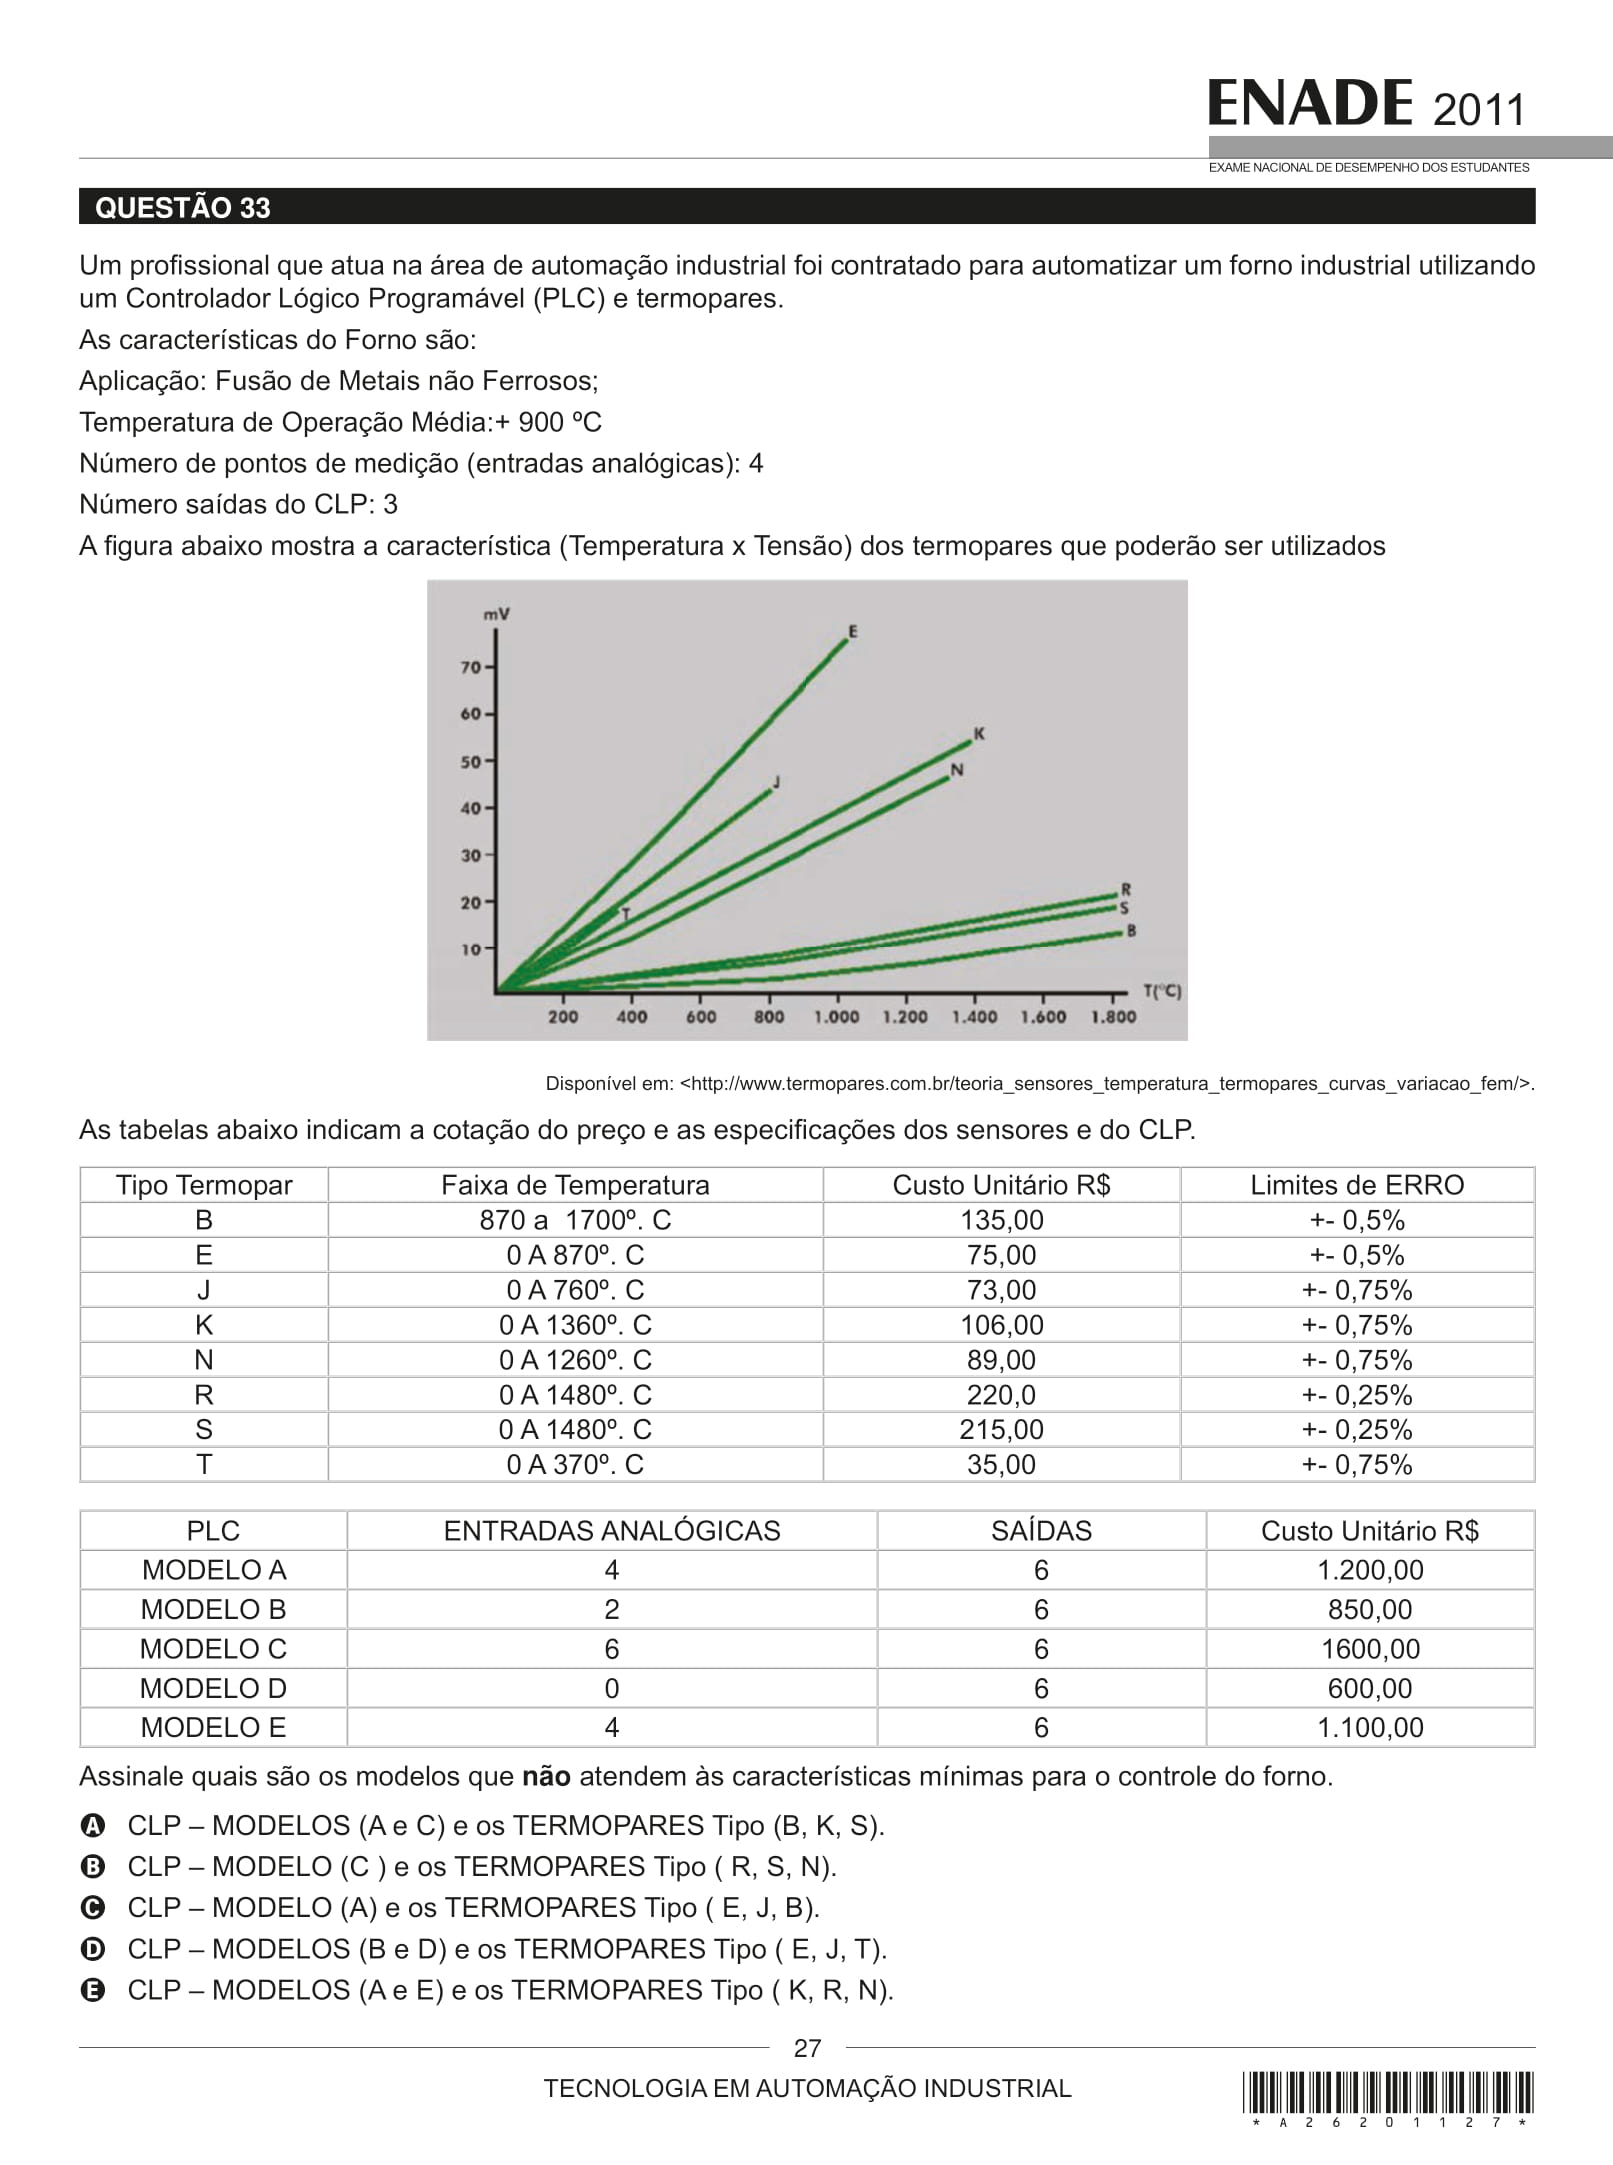 ENADE 2011
EXAME NACIONAL DE DESEMPENHO DOS ESTUDANTES
QUESTÃO 33
Um profissional que atua na área de automação industrial foi contratado para automatizar um forno industrial utilizando
um Controlador Lógico Programável (PLC) e termopares.
As características do Forno são:
Aplicação: Fusão de Metais não Ferrosos;
Temperatura de Operação Média:+ 900 ºC
Número de pontos de medição (entradas analógicas): 4
Número saídas do CLP: 3
A figura abaixo mostra a característica (Temperatura x Tensão) dos termopares que poderão ser utilizados
mV
E
70
60
K
50
N
J
40
30
R
20
T
S
B
10
T(°C)
200 400 600 800 1.000 1.200 1.400 1.600 1.800
Disponível em: <http://www.termopares.com.br/teoria_sensores_temperatura_termopares_curvas_variacao_fem/>.
As tabelas abaixo indicam a cotação do preço e as especificações dos sensores e do CLP.
Tipo Termopar Faixa de Temperatura Custo Unitário R$ Limites de ERRO
B 870 a 1700º. C 135,00 +- 0,5%
E 0 A 870º. C 75,00 +- 0,5%
J 0 A 760º. C 73,00 +- 0,75%
K 0 A 1360º. C 106,00 +- 0,75%
N 0 A 1260º. C 89,00 +- 0,75%
R 0 A 1480º. C 220,0 +- 0,25%
S 0 A 1480º. C 215,00 +- 0,25%
T 0 A 370º. C 35,00 +- 0,75%
PLC ENTRADAS ANALÓGICAS SAÍDAS Custo Unitário R$
MODELO A 4 6 1.200,00
MODELO B 2 6 850,00
MODELO C 6 6 1600,00
MODELO D 0 6 600,00
MODELO E 4 6 1.100,00
Assinale quais são os modelos que não atendem às características mínimas para o controle do forno.
A CLP – MODELOS (A e C) e os TERMOPARES Tipo (B, K, S).
B CLP – MODELO (C ) e os TERMOPARES Tipo ( R, S, N).
C CLP – MODELO (A) e os TERMOPARES Tipo ( E, J, B).
D CLP – MODELOS (B e D) e os TERMOPARES Tipo ( E, J, T).
E CLP – MODELOS (A e E) e os TERMOPARES Tipo ( K, R, N).
27
TECNOLOGIA EM AUTOMAÇÃO INDUSTRIAL
* A 2 6 2 0 1 1 2 7 *